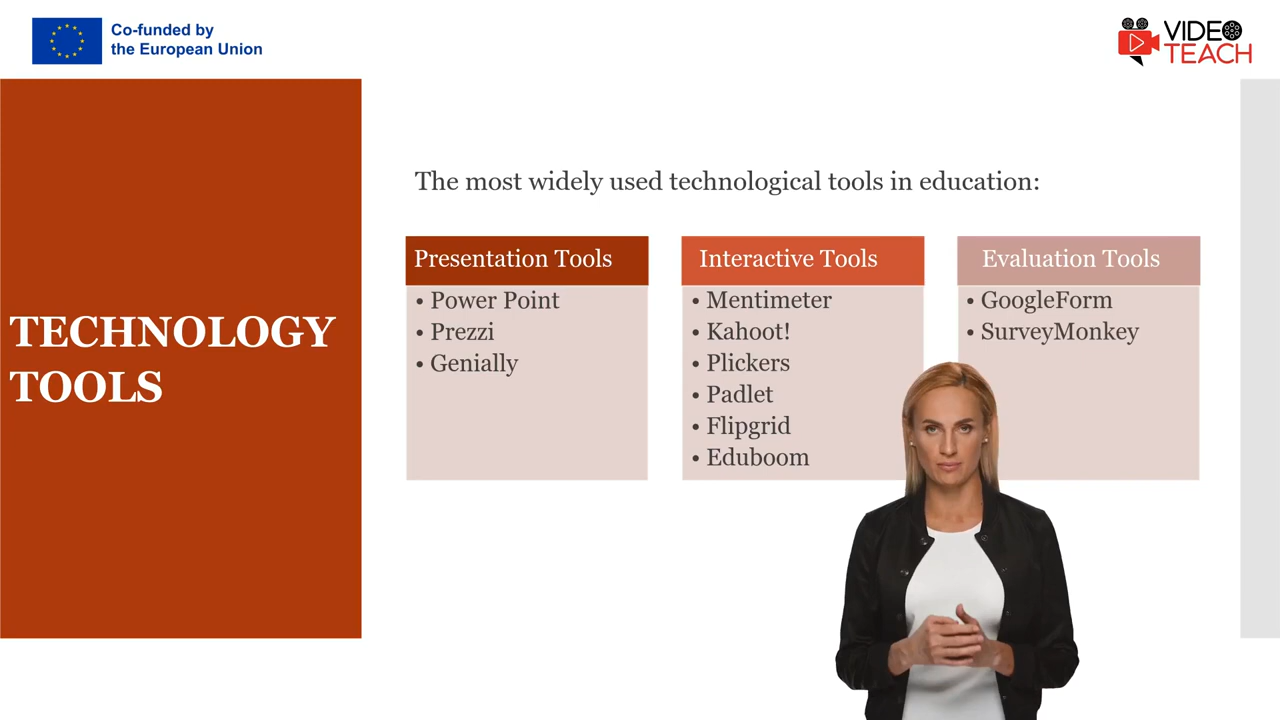 Co-funded by
the European Union
VIDEO
TEACH
TECHNOLOGY
TOOLS
The most widely used technological tools in education:
Presentation Tools
• Power Point
• Prezzi
• Genially
Interactive Tools
• Mentimeter
• Kahoot!
• Plickers
• Padlet
• Flipgrid
• Eduboom
Evaluation Tools
• GoogleForm
• SurveyMonkey